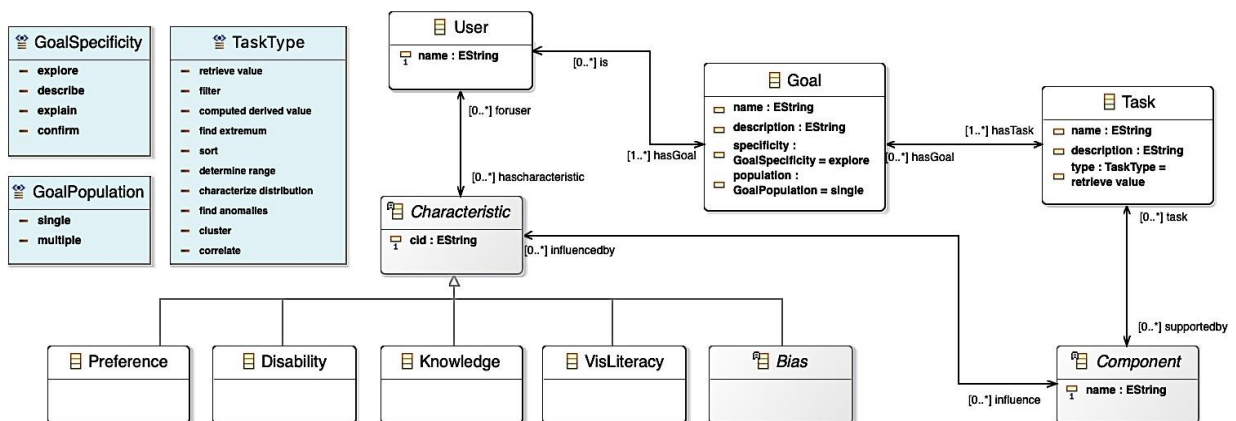 GoalSpecificity
explore
describe
explain
confirm
GoalPopulation
single
multiple
TaskType
retrieve value
filter
computed derived value
find extremum
sort
determine range
characterize distribution
find anomalies
cluster
correlate
User
1 name : EString
[0..*] is
[0..*] foruser
[1..*] hasGoal
[0..*] hascharacteristic
Goal
name : EString
description : EString
specificity :
GoalSpecificity = explore
population :
GoalPopulation = single
[1..*] hasTask
[0..*] hasGoal
Task
name : EString
description : EString
type : TaskType =
retrieve value
[0..*] task
Characteristic
1 cid : EString
[0..*] influencedby
[0..*] supportedby
Preference
Disability
Knowledge
VisLiteracy
Bias
[0..*] influence
Component
1 name : EString